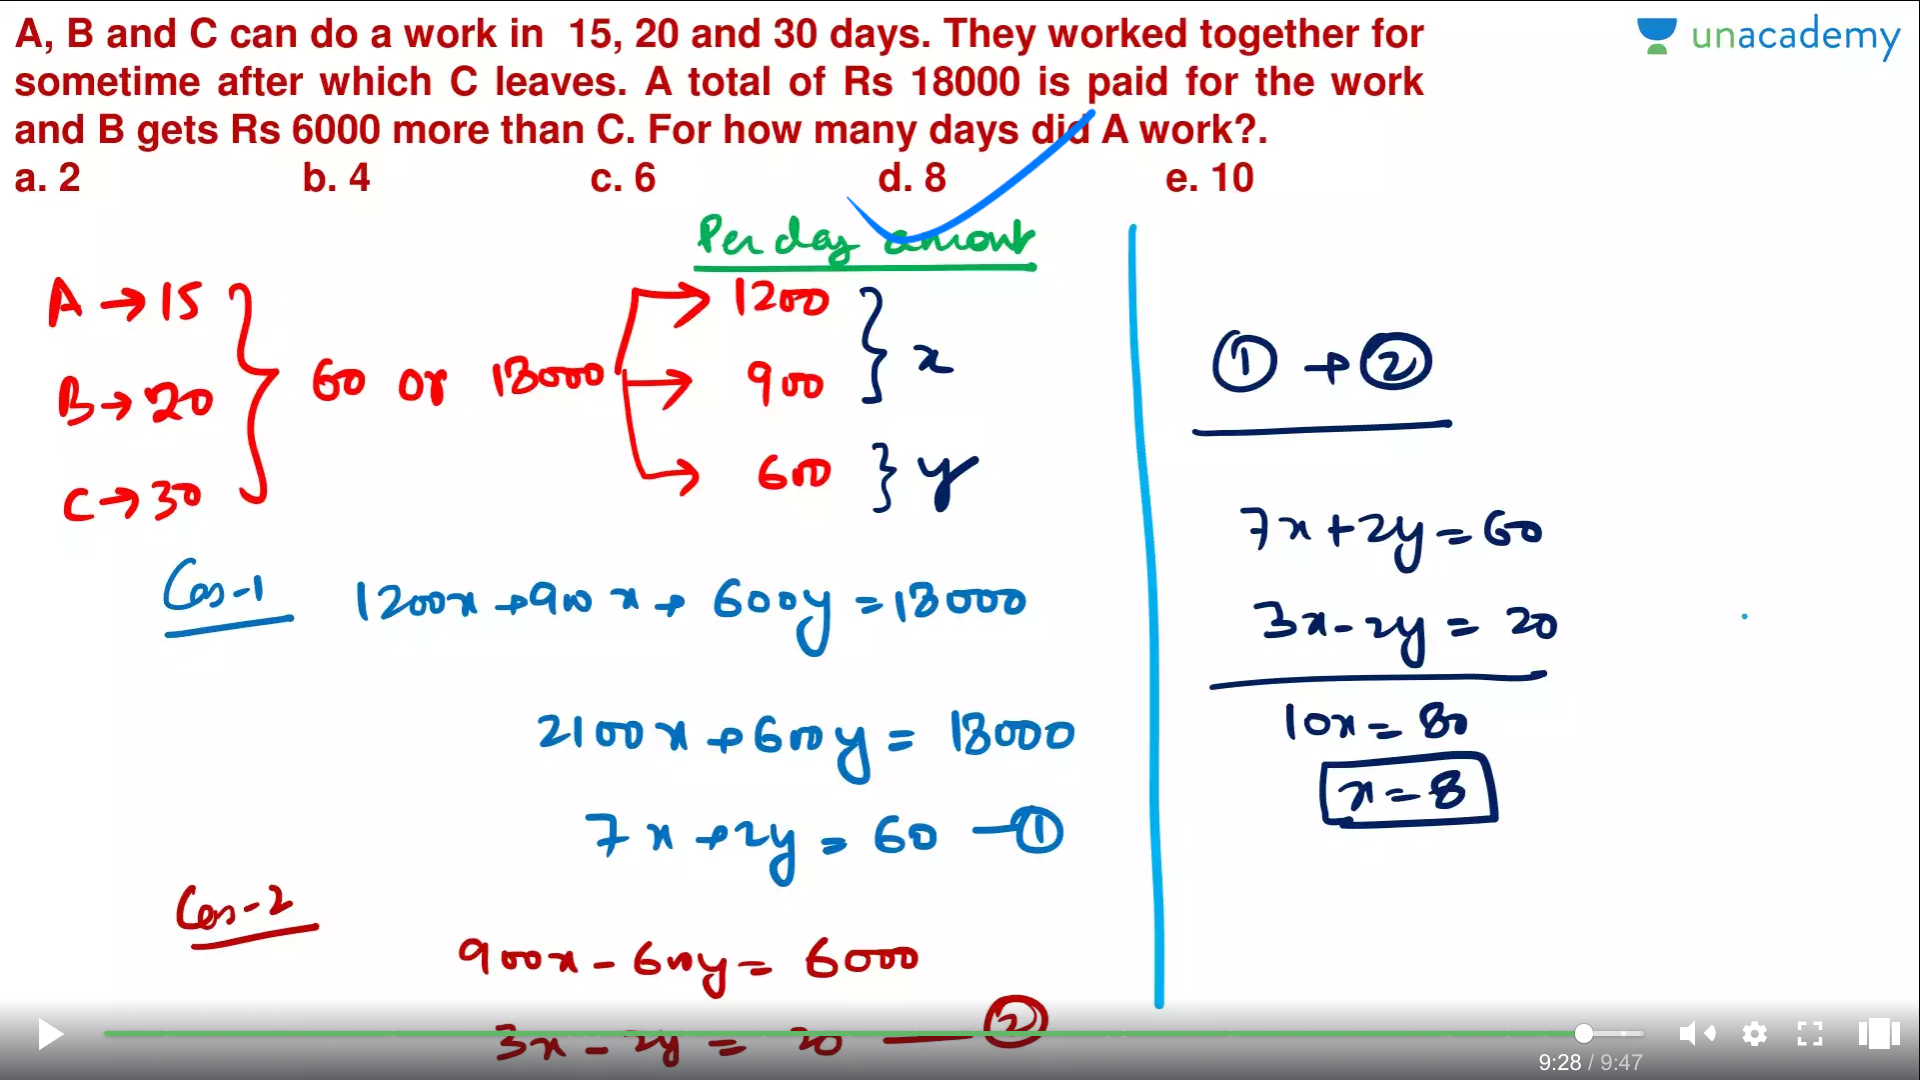 A, B and C can do a work in 15, 20 and 30 days. They worked together for
sometime after which C leaves. A total of Rs 18000 is paid for the work
and B gets Rs 6000 more than C. For how many days did A work?.
a. 2 b. 4 c. 6 d. 8 e. 10
unacademy
Per day amount
A → 15
B → 20
C → 30
60 or 18000
1200
900
600
x
y
Cas-1 1200x + 900x + 600y = 18000
2100x + 600y = 18000
7x + 2y = 60 — ①
Cas-2
900x - 600y = 6000
3x - 2y = 20 — ②
① + ②
7x + 2y = 60
3x - 2y = 20
10x = 80
x = 8
9:28 / 9:47